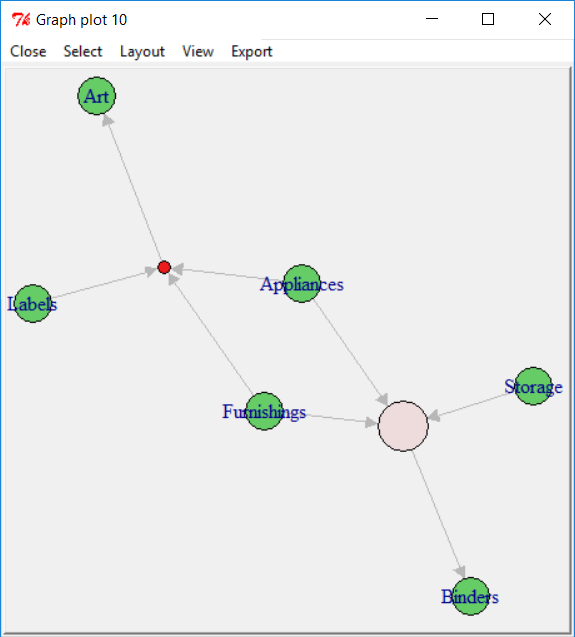 Graph plot 10
Close Select Layout View Export
Art
Appliances
Labels
Storage
Furnishings
Binders